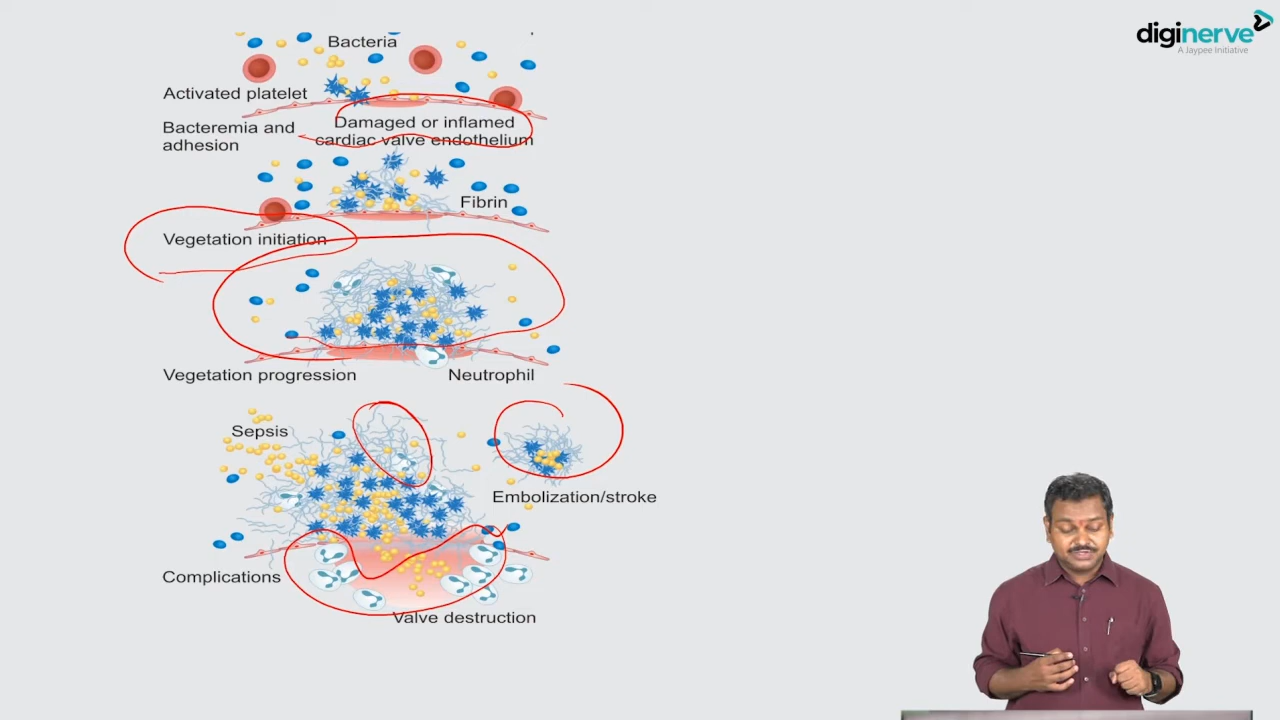 diginerve
A Jaypee Initiative
Bacteria
Activated platelet
Damaged or inflamed
cardiac valve endothelium
Bacteremia and
adhesion
Fibrin
Vegetation initiation
Vegetation progression
Neutrophil
Sepsis
Embolization/stroke
Complications
Valve destruction